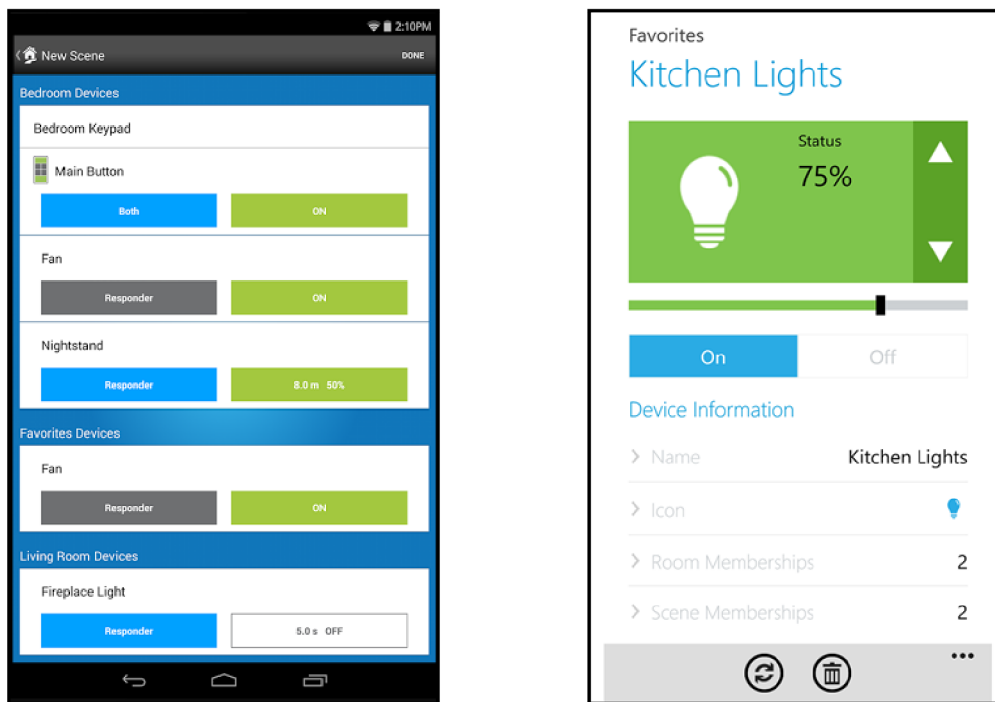 2:10PM
New Scene DONE
Bedroom Devices
Bedroom Keypad
Main Button
Both ON
Fan
Responder ON
Nightstand
Responder 8.0 m 50%
Favorites Devices
Fan
Responder ON
Living Room Devices
Fireplace Light
Responder 5.0 s OFF
Favorites
Kitchen Lights
Status
75%
On Off
Device Information
Name Kitchen Lights
Icon
Room Memberships 2
Scene Memberships 2